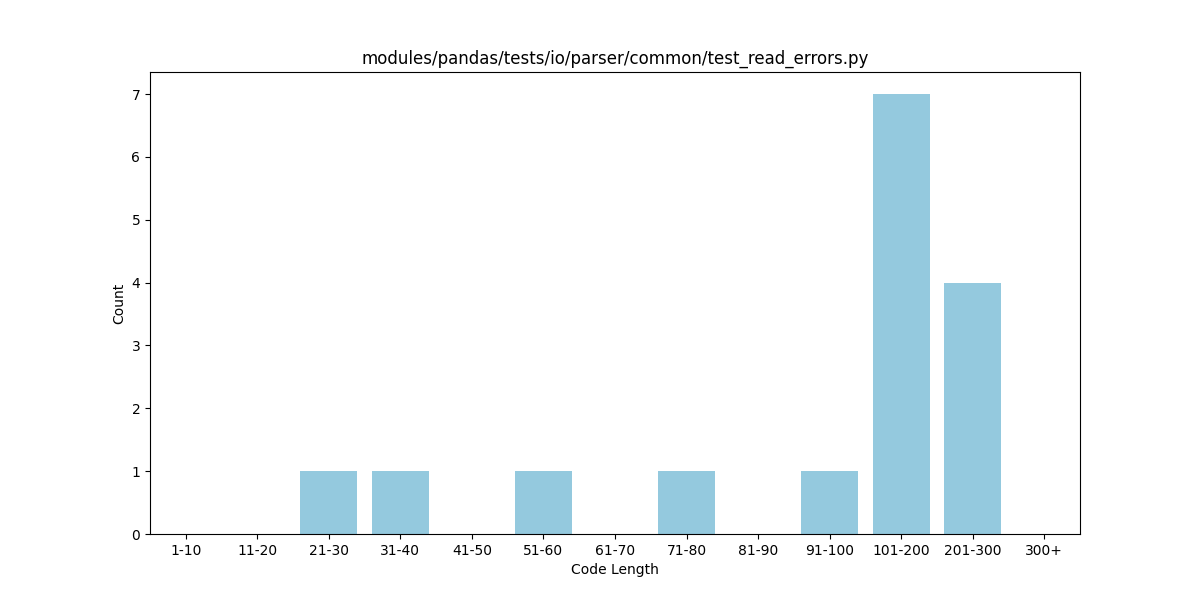 modules/pandas/tests/io/parser/common/test_read_errors.py
7
6
5
4
3
2
1
0
Count
1-10 11-20 21-30 31-40 41-50 51-60 61-70 71-80 81-90 91-100 101-200 201-300 300+
Code Length